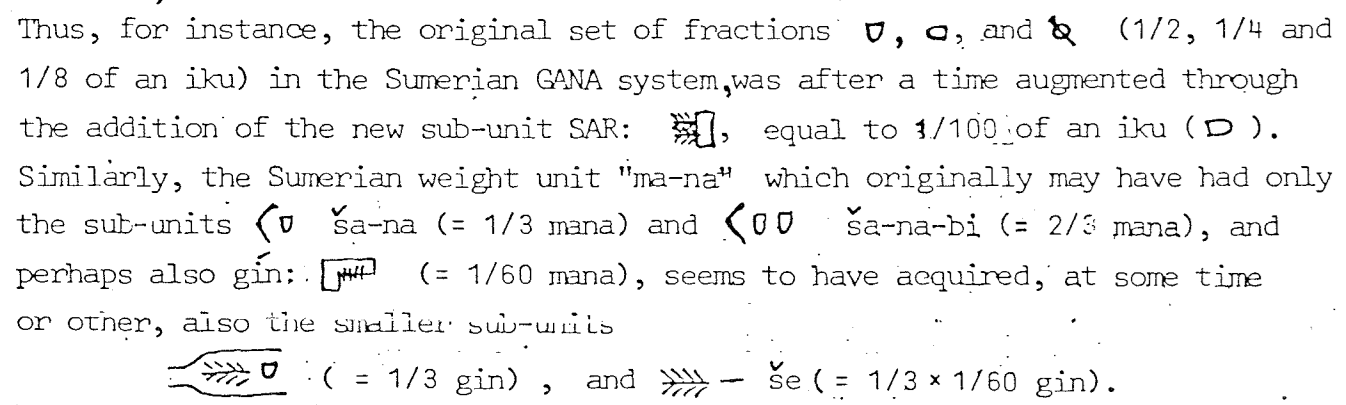 Thus, for instance, the original set of fractions , , and (1/2, 1/4 and
1/8 of an iku) in the Sumerian GANA system,was after a time augmented through
the addition of the new sub-unit SAR: , equal to 1/100 of an iku ( ).
Similarly, the Sumerian weight unit "ma-na" which originally may have had only
the sub-units ša-na (= 1/3 mana) and ša-na-bi (= 2/3 mana), and
perhaps also gín: (= 1/60 mana), seems to have acquired, at some time
or other, also the smaller sub-units
( = 1/3 gin) , and — še (= 1/3 × 1/60 gin).